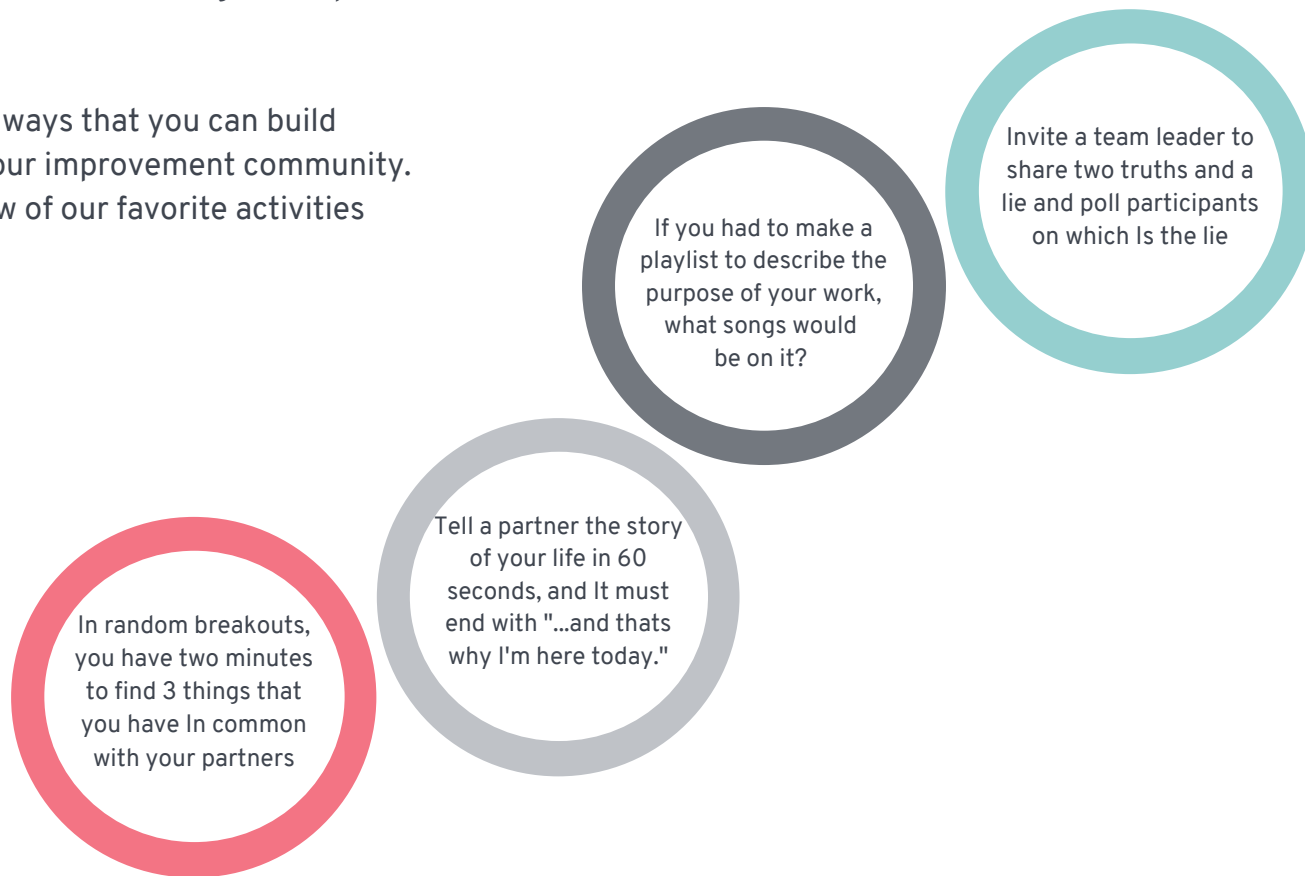 ways that you can build
our improvement community.
w of our favorite activities
Invite a team leader to
share two truths and a
lie and poll participants
on which Is the lie
If you had to make a
playlist to describe the
purpose of your work,
what songs would
be on it?
Tell a partner the story
of your life in 60
seconds, and It must
end with "...and thats
why I'm here today."
In random breakouts,
you have two minutes
to find 3 things that
you have In common
with your partners